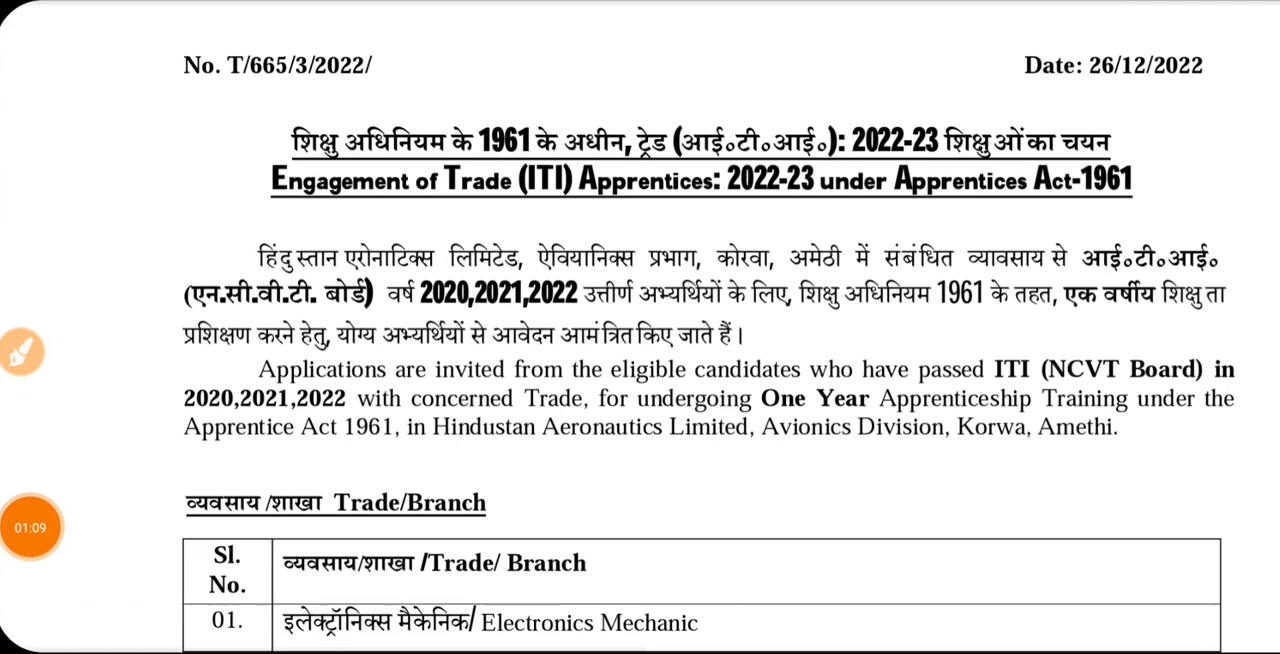 No. T/665/3/2022/ Date: 26/12/2022
शिक्षु अधिनियम के 1961 के अधीन, ट्रेड (आई०टी०आई०): 2022-23 शिक्षुओं का चयन
Engagement of Trade (ITI) Apprentices: 2022-23 under Apprentices Act-1961
हिंदुस्तान एरोनाटिक्स लिमिटेड, ऐवियानिक्स प्रभाग, कोरवा, अमेठी में संबंधित व्यावसाय से आई०टी०आई०
(एन.सी.वी.टी. बोर्ड) वर्ष 2020,2021,2022 उत्तीर्ण अभ्यर्थियों के लिए, शिक्षु अधिनियम 1961 के तहत, एक वर्षीय शिक्षुता
प्रशिक्षण करने हेतु, योग्य अभ्यर्थियों से आवेदन आमंत्रित किए जाते हैं।
Applications are invited from the eligible candidates who have passed ITI (NCVT Board) in
2020,2021,2022 with concerned Trade, for undergoing One Year Apprenticeship Training under the
Apprentice Act 1961, in Hindustan Aeronautics Limited, Avionics Division, Korwa, Amethi.
व्यवसाय /शाखा Trade/Branch
01:09
Sl. No. व्यवसाय/शाखा /Trade/ Branch
01. इलेक्ट्रॉनिक्स मैकेनिक/ Electronics Mechanic